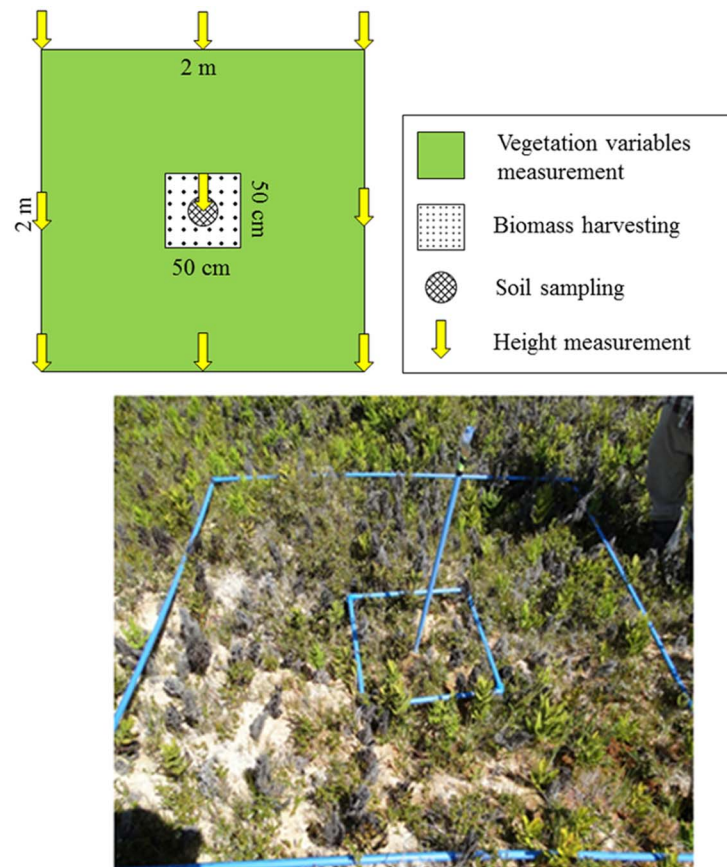 2 m
2 m
50 cm
50 cm
Vegetation variables
measurement
Biomass harvesting
Soil sampling
Height measurement